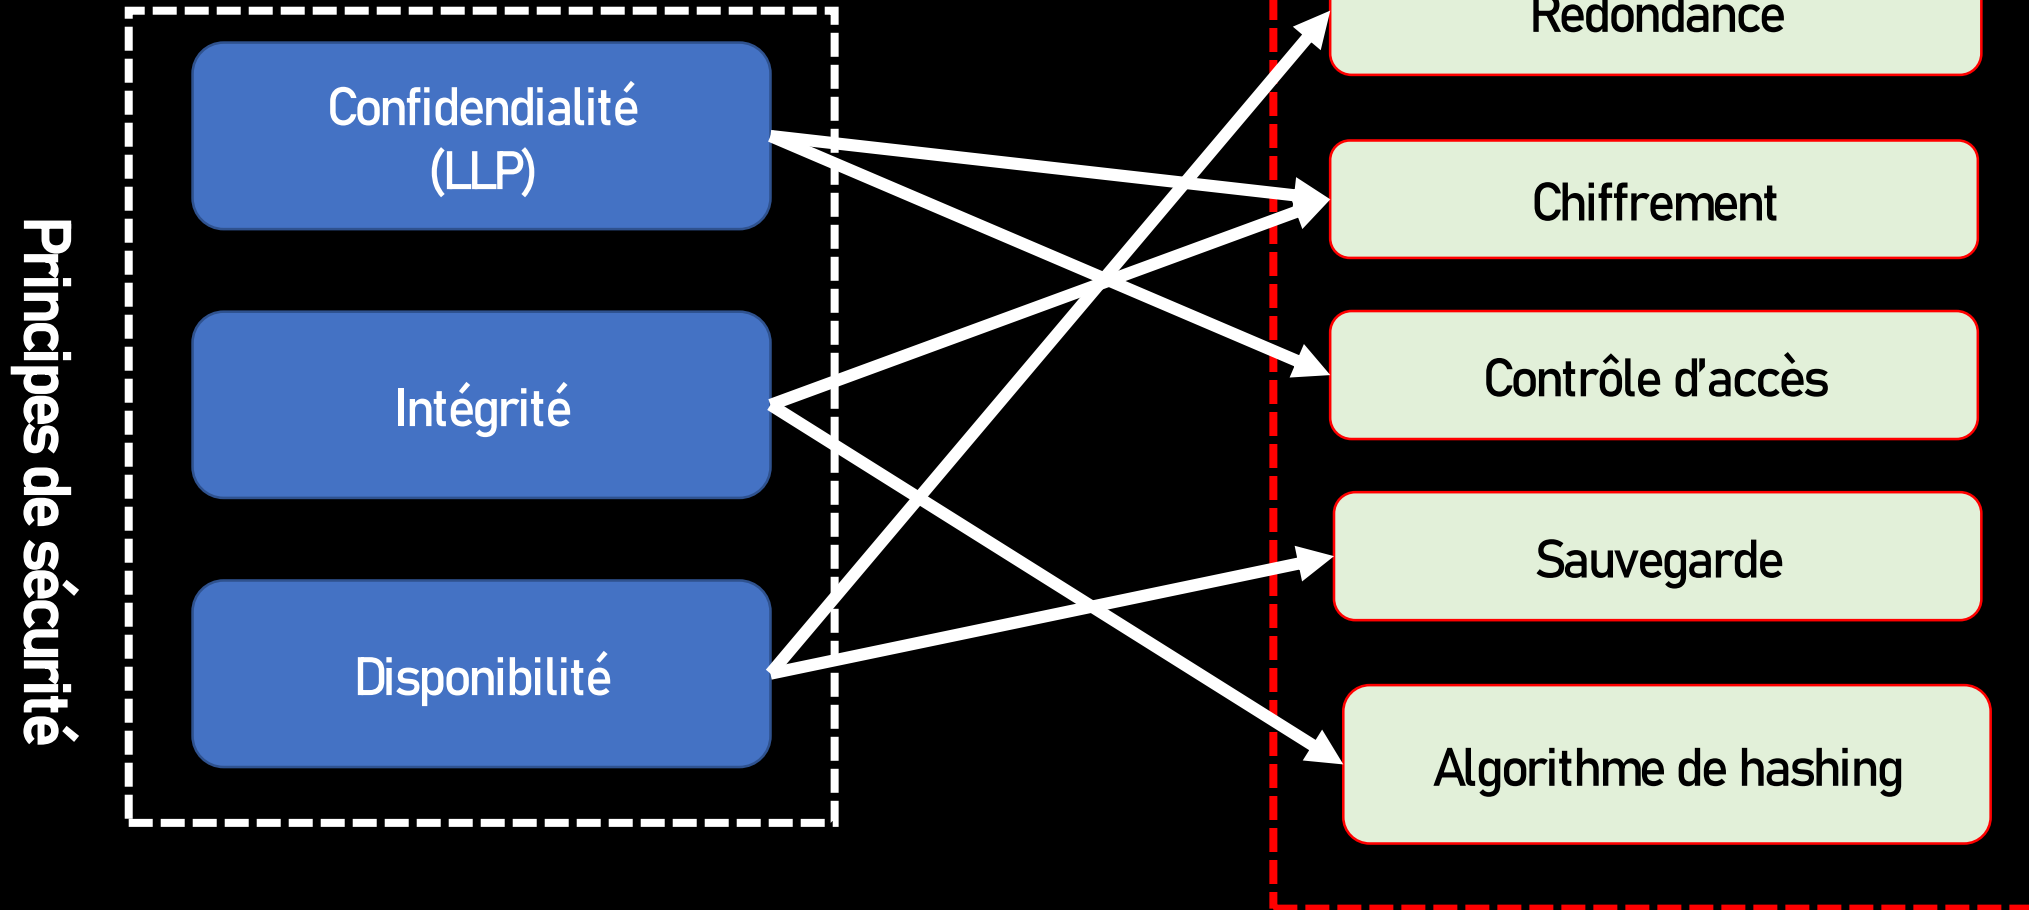 Principes de sécurité
Confidendialité
(LLP)
Intégrité
Disponibilité
Redondance
Chiffrement
Contrôle d'accès
Sauvegarde
Algorithme de hashing